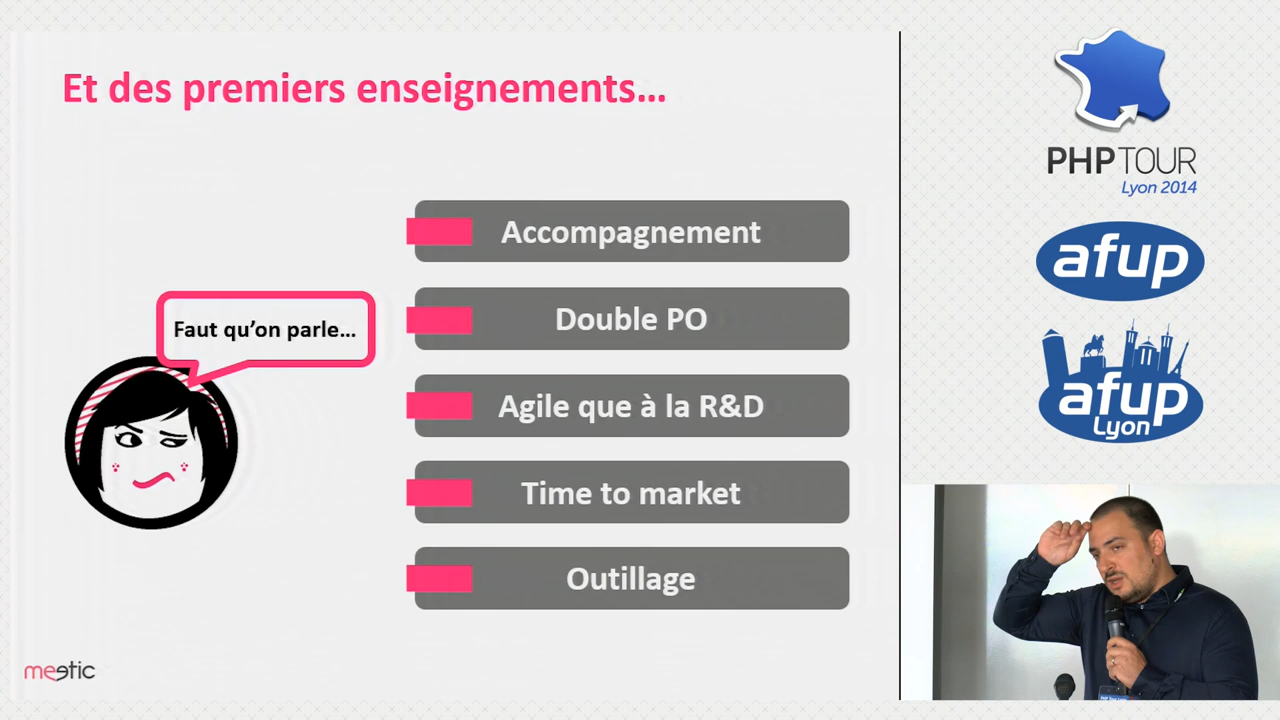 Et des premiers enseignements...
Accompagnement
Faut qu'on parle...
Double PO
Agile que à la R&D
Time to market
Outillage
meetic
PHP TOUR
Lyon 2014
afup
afup
Lyon